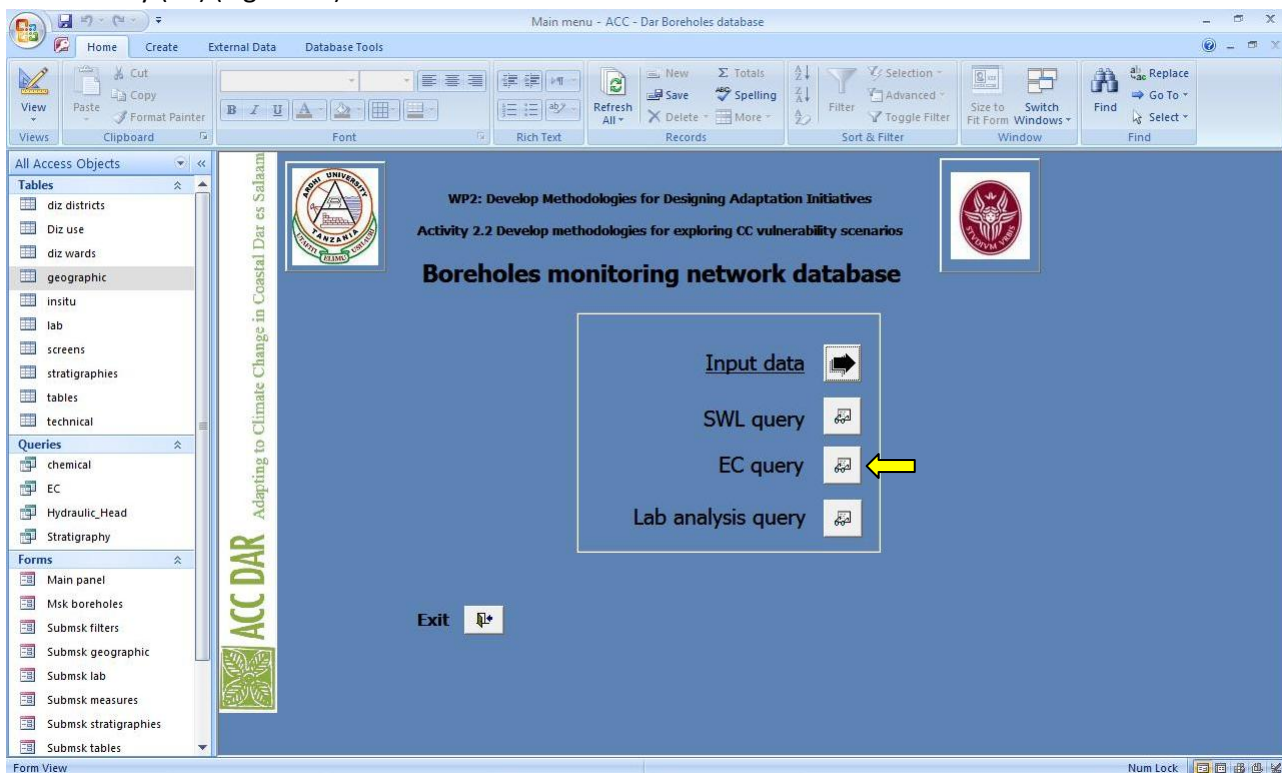 Main menu - ACC - Dar Boreholes database
Home Create External Data Database Tools
View
Paste
Cut
Copy
Format Painter
B I U
Refresh All
New
Save
Delete
Totals
Spelling
More
Filter
Selection
Advanced
Toggle Filter
Size to Fit Form
Switch Windows
Find
Replace
Go To
Select
Views Clipboard Font Rich Text Records Sort & Filter Window Find
All Access Objects
Tables
diz districts
Diz use
diz wards
geographic
insitu
lab
screens
stratigraphies
tables
technical
Queries
chemical
EC
Hydraulic_Head
Stratigraphy
Forms
Main panel
Msk boreholes
Submsk filters
Submsk geographic
Submsk lab
Submsk measures
Submsk stratigraphies
Submsk tables
ACC DAR Adapting to Climate Change in Coastal Dar es Salaam
ARDHI UNIVERSITY
TANZANIA
ELIMU
STVDIVM VRBIS
WP2: Develop Methodologies for Designing Adaptation Initiatives
Activity 2.2 Develop methodologies for exploring CC vulnerability scenarios
Boreholes monitoring network database
Input data
SWL query
EC query
Lab analysis query
Exit
Form View
Num Lock